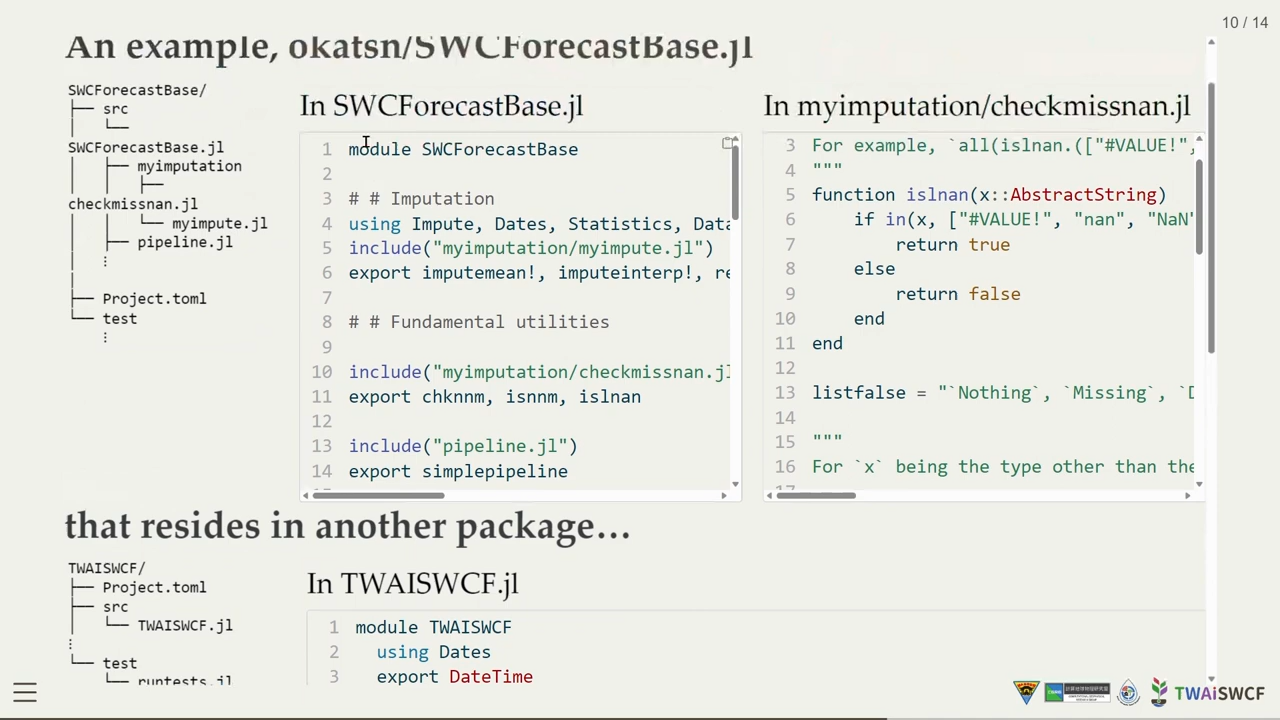 10 / 14
An example, okatsn/SWCForecastBase.jl
SWCForecastBase/
├── src
│   └──
SWCForecastBase.jl
│   ├── myimputation
│   │   ├──
checkmissnan.jl
│   │   └── myimpute.jl
│   ├── pipeline.jl
│   ⋮
│
├── Project.toml
└── test
    ⋮
In SWCForecastBase.jl
1 module SWCForecastBase
2
3 # # Imputation
4 using Impute, Dates, Statistics, Data
5 include("myimputation/myimpute.jl")
6 export imputemean!, imputeinterp!, re
7
8 # # Fundamental utilities
9
10 include("myimputation/checkmissnan.jl
11 export chknnm, isnnm, islnan
12
13 include("pipeline.jl")
14 export simplepipeline
In myimputation/checkmissnan.jl
3 For example, `all(islnan.(["#VALUE!",
4 """
5 function islnan(x::AbstractString)
6     if in(x, ["#VALUE!", "nan", "NaN"
7         return true
8     else
9         return false
10     end
11 end
12
13 listfalse = "`Nothing`, `Missing`, `D
14
15 """
16 For `x` being the type other than the
17
that resides in another package…
TWAISWCF/
├── Project.toml
├── src
│   └── TWAISWCF.jl
⋮
└── test
    └── runtests.jl
In TWAISWCF.jl
1 module TWAISWCF
2   using Dates
3   export DateTime
TWAiSWCF